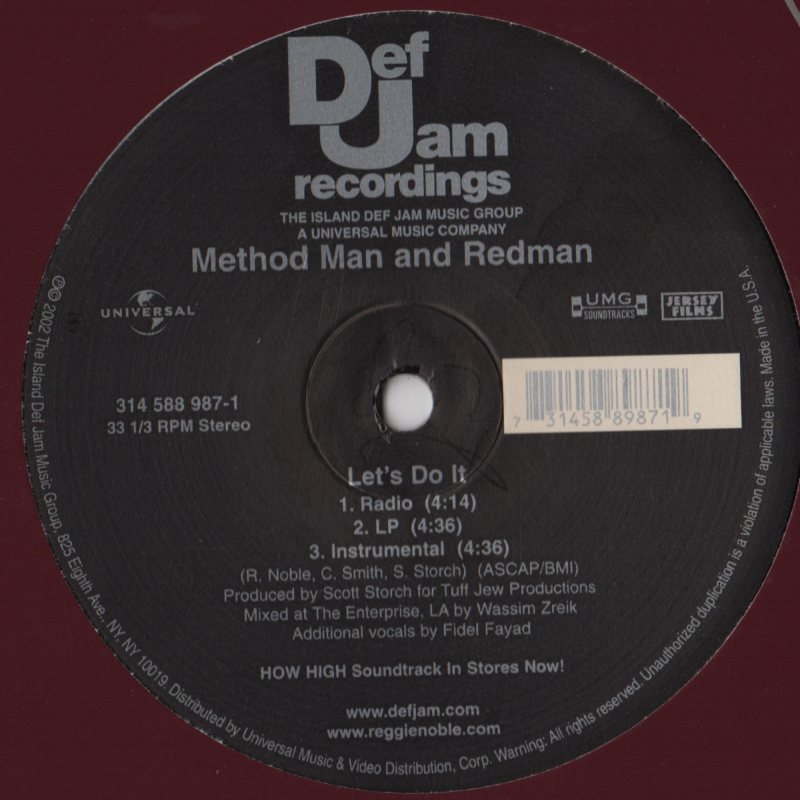 Def
Jam
recordings
THE ISLAND DEF JAM MUSIC GROUP
A UNIVERSAL MUSIC COMPANY
Method Man and Redman
UNIVERSAL
UMG
SOUNDTRACKS
JERSEY
FILMS
314 588 987-1
33 1/3 RPM Stereo
7 31458 89871 9
Let's Do It
1. Radio (4:14)
2. LP (4:36)
3. Instrumental (4:36)
(R. Noble, C. Smith, S. Storch) (ASCAP/BMI)
Produced by Scott Storch for Tuff Jew Productions
Mixed at The Enterprise, LA by Wassim Zreik
Additional vocals by Fidel Fayad
HOW HIGH Soundtrack In Stores Now!
www.defjam.com
www.reggienoble.com
℗© 2002 The Island Def Jam Music Group, 825 Eighth Ave., NY, NY 10019. Distributed by Universal Music & Video Distribution, Corp. Warning: All rights reserved. Unauthorized duplication is a violation of applicable laws. Made in the U.S.A.